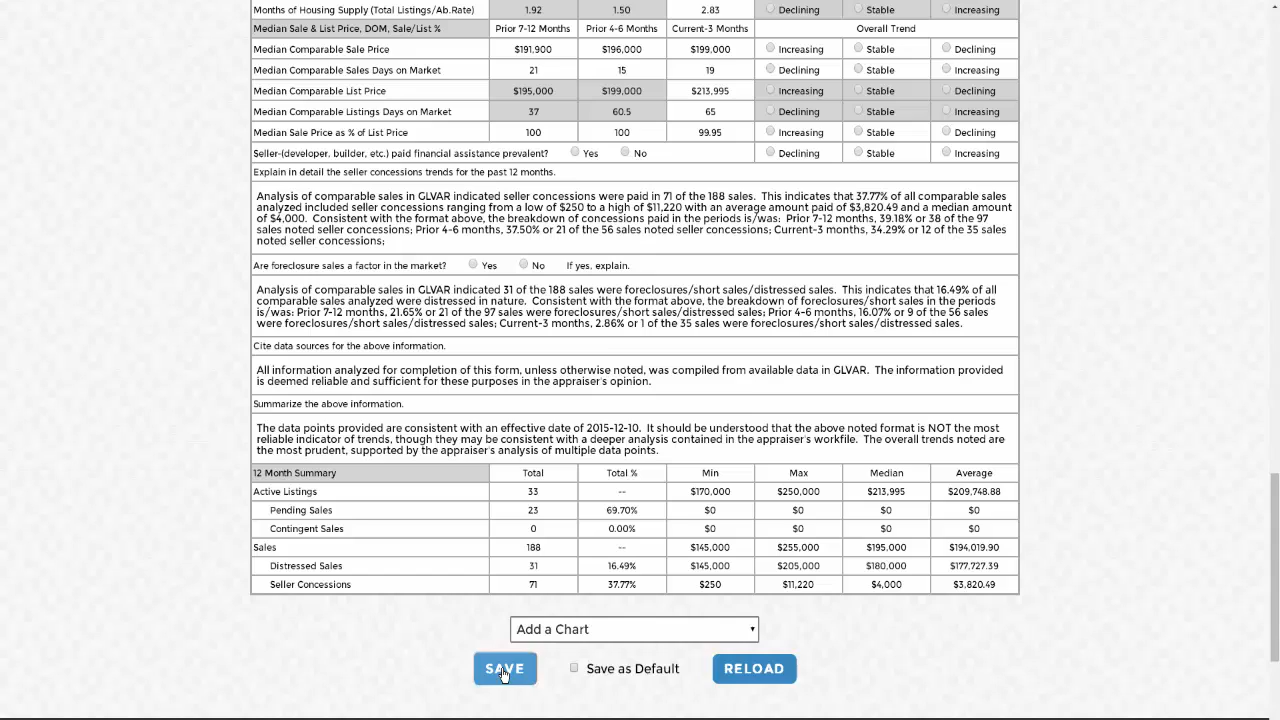 Months of Housing Supply (Total Listings/Ab.Rate) 1.92 1.50 2.83 Declining Stable Increasing
Median Sale & List Price, DOM, Sale/List % Prior 7-12 Months Prior 4-6 Months Current-3 Months Overall Trend
Median Comparable Sale Price $191,900 $196,000 $199,000 Increasing Stable Declining
Median Comparable Sales Days on Market 21 15 19 Declining Stable Increasing
Median Comparable List Price $195,000 $199,000 $213,995 Increasing Stable Declining
Median Comparable Listings Days on Market 37 60.5 65 Declining Stable Increasing
Median Sale Price as % of List Price 100 100 99.95 Increasing Stable Declining
Seller-(developer, builder, etc.) paid financial assistance prevalent? Yes No Declining Stable Increasing
Explain in detail the seller concessions trends for the past 12 months.
Analysis of comparable sales in GLVAR indicated seller concessions were paid in 71 of the 188 sales. This indicates that 37.77% of all comparable sales
analyzed included seller concessions ranging from a low of $250 to a high of $11,220 with an average amount paid of $3,820.49 and a median amount
of $4,000. Consistent with the format above, the breakdown of concessions paid in the periods is/was: Prior 7-12 months, 39.18% or 38 of the 97
sales noted seller concessions; Prior 4-6 months, 37.50% or 21 of the 56 sales noted seller concessions; Current-3 months, 34.29% or 12 of the 35 sales
noted seller concessions;
Are foreclosure sales a factor in the market? Yes No If yes, explain.
Analysis of comparable sales in GLVAR indicated 31 of the 188 sales were foreclosures/short sales/distressed sales. This indicates that 16.49% of all
comparable sales analyzed were distressed in nature. Consistent with the format above, the breakdown of foreclosures/short sales in the periods
is/was: Prior 7-12 months, 21.65% or 21 of the 97 sales were foreclosures/short sales/distressed sales; Prior 4-6 months, 16.07% or 9 of the 56 sales
were foreclosures/short sales/distressed sales; Current-3 months, 2.86% or 1 of the 35 sales were foreclosures/short sales/distressed sales.
Cite data sources for the above information.
All information analyzed for completion of this form, unless otherwise noted, was compiled from available data in GLVAR. The information provided
is deemed reliable and sufficient for these purposes in the appraiser's opinion.
Summarize the above information.
The data points provided are consistent with an effective date of 2015-12-10. It should be understood that the above noted format is NOT the most
reliable indicator of trends, though they may be consistent with a deeper analysis contained in the appraiser's workfile. The overall trends noted are
the most prudent, supported by the appraiser's analysis of multiple data points.
12 Month Summary Total Total % Min Max Median Average
Active Listings 33 -- $170,000 $250,000 $213,995 $209,748.88
Pending Sales 23 69.70% $0 $0 $0 $0
Contingent Sales 0 0.00% $0 $0 $0 $0
Sales 188 -- $145,000 $255,000 $195,000 $194,019.90
Distressed Sales 31 16.49% $145,000 $205,000 $180,000 $177,727.39
Seller Concessions 71 37.77% $250 $11,220 $4,000 $3,820.49
Add a Chart
SAVE Save as Default RELOAD